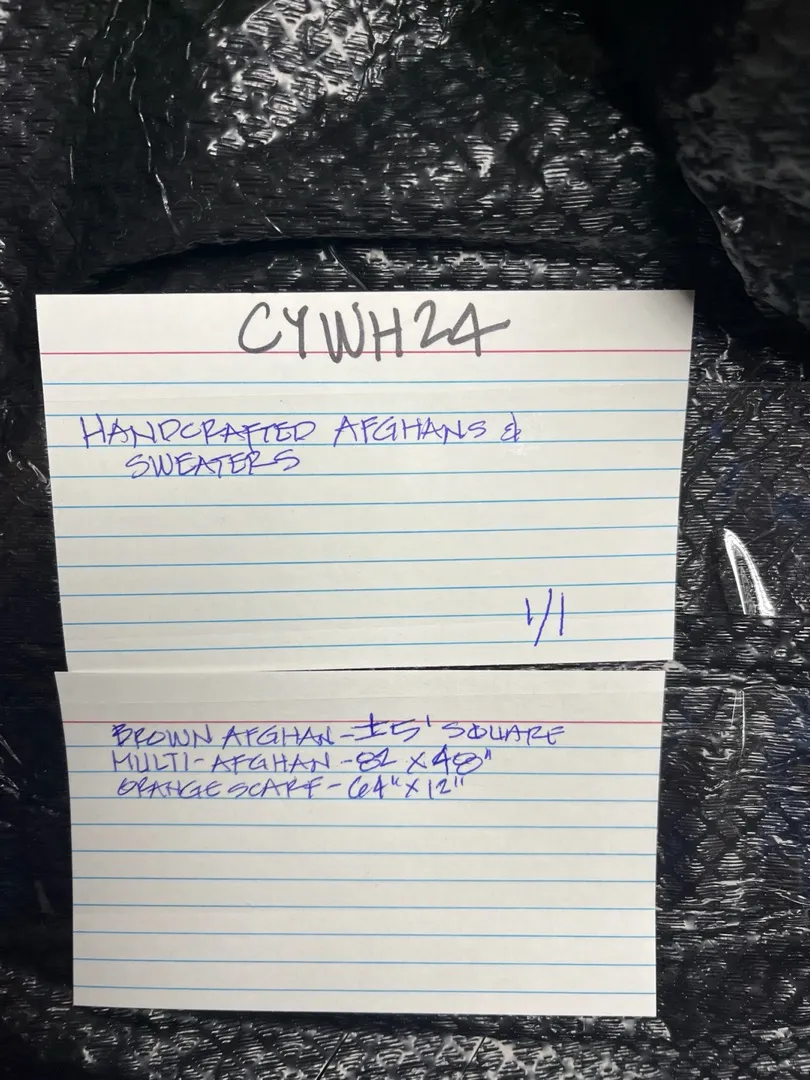 CYWH24
HANDCRAFTED AFGHANS &
SWEATERS
1/1
BROWN AFGHAN - ±5' SQUARE
MULTI-AFGHAN - 82 X 48"
ORANGE SCARF - 64" X 12"